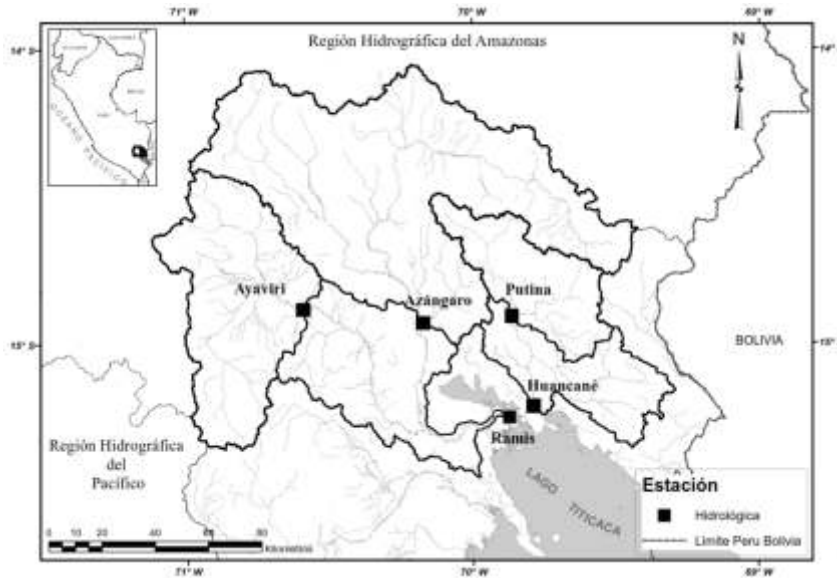 71° W
70° W
69° W
Región Hidrográfica del Amazonas
14° S
14°
N
S
OCEANO PACIFICO
Ayaviri
Azángaro
Putina
15° S
15°
BOLIVIA
Huancané
Ramis
Región Hidrográfica
del
Pacífico
LAGO TITICACA
Estación
Hidrológica
Limite Peru Bolivia
0 10 20 40 60 80
Kilometros
71° W
70° W
69° W